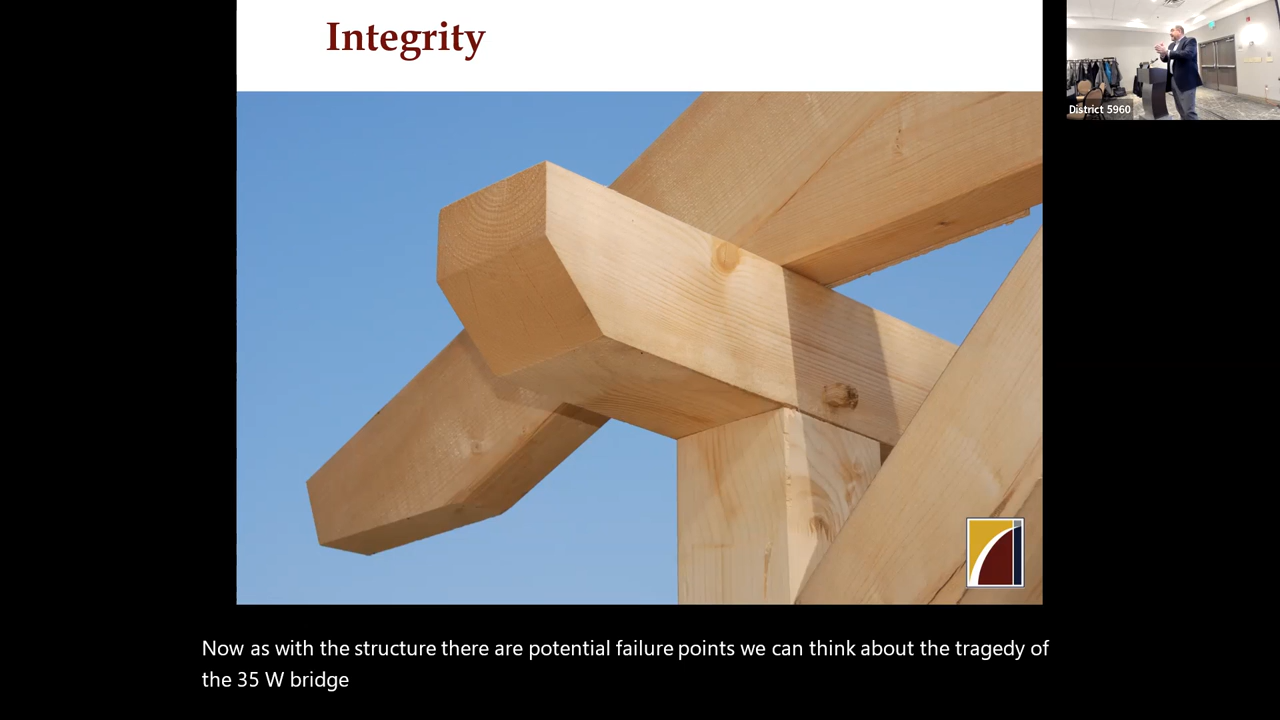 Integrity
District 5960
Now as with the structure there are potential failure points we can think about the tragedy of
the 35 W bridge